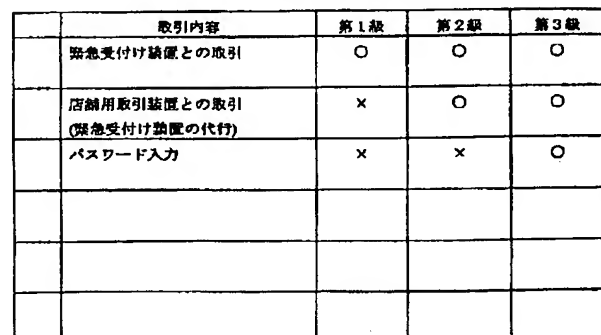 取引内容 第1級 第2級 第3級
緊急受付け装置との取引 ○ ○ ○
店舗用取引装置との取引 × ○ ○
(緊急受付け装置の代行)
パスワード入力 × × ○